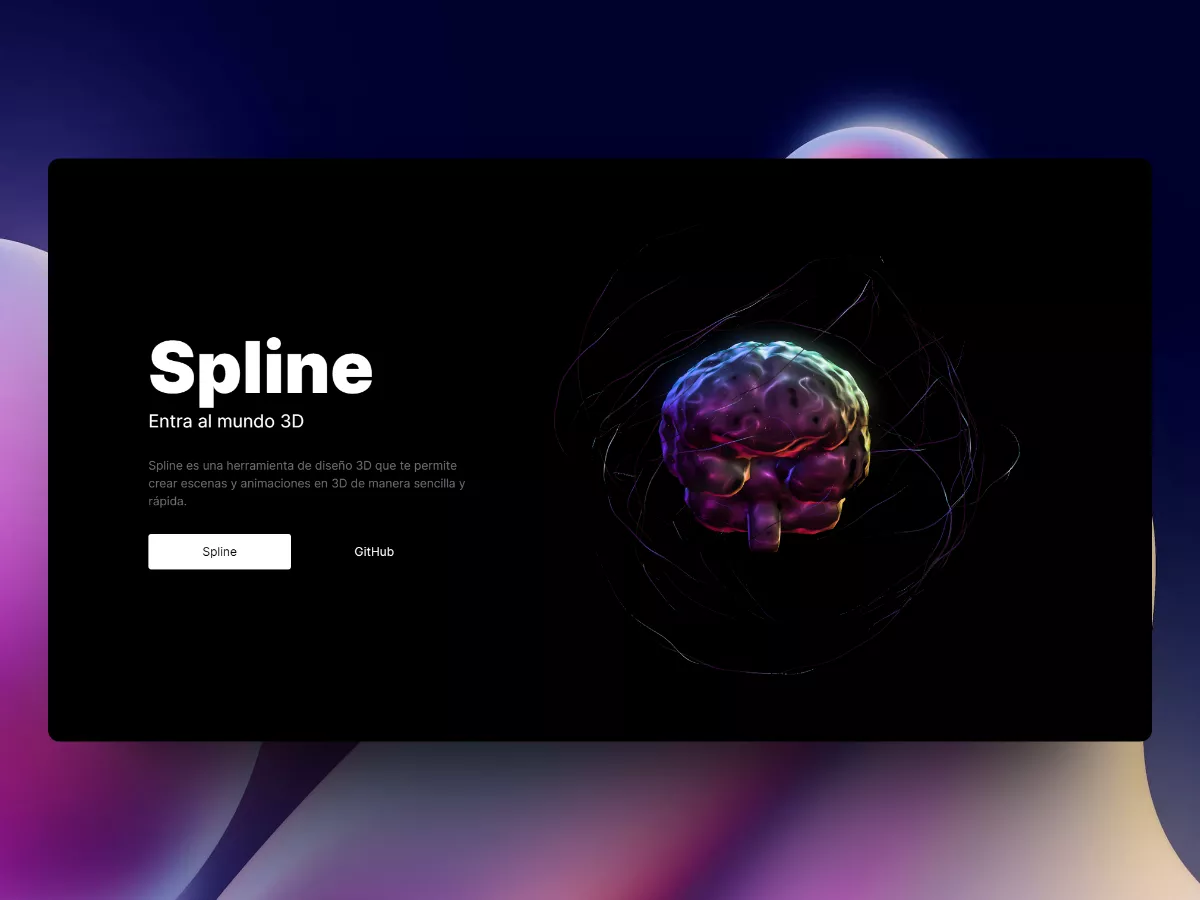 Spline
Entra al mundo 3D
Spline es una herramienta de diseño 3D que te permite
crear escenas y animaciones en 3D de manera sencilla y
rápida.
Spline
GitHub